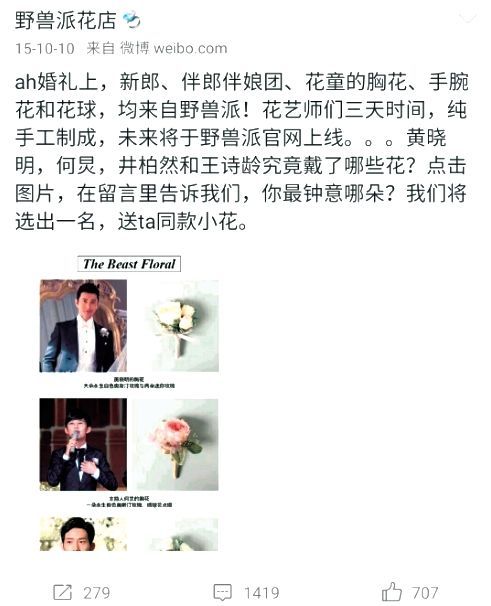 野兽派花店
15-10-10 来自 微博 weibo.com
ah婚礼上，新郎、伴郎伴娘团、花童的胸花、手腕
花和花球，均来自野兽派！花艺师们三天时间，纯
手工制成，未来将于野兽派官网上线。。。黄晓
明，何炅，井柏然和王诗龄究竟戴了哪些花？点击
图片，在留言里告诉我们，你最钟意哪朵？我们将
选出一名，送ta同款小花。
The Beast Floral
黄晓明的胸花
主持人何炅的胸花
279
1419
707